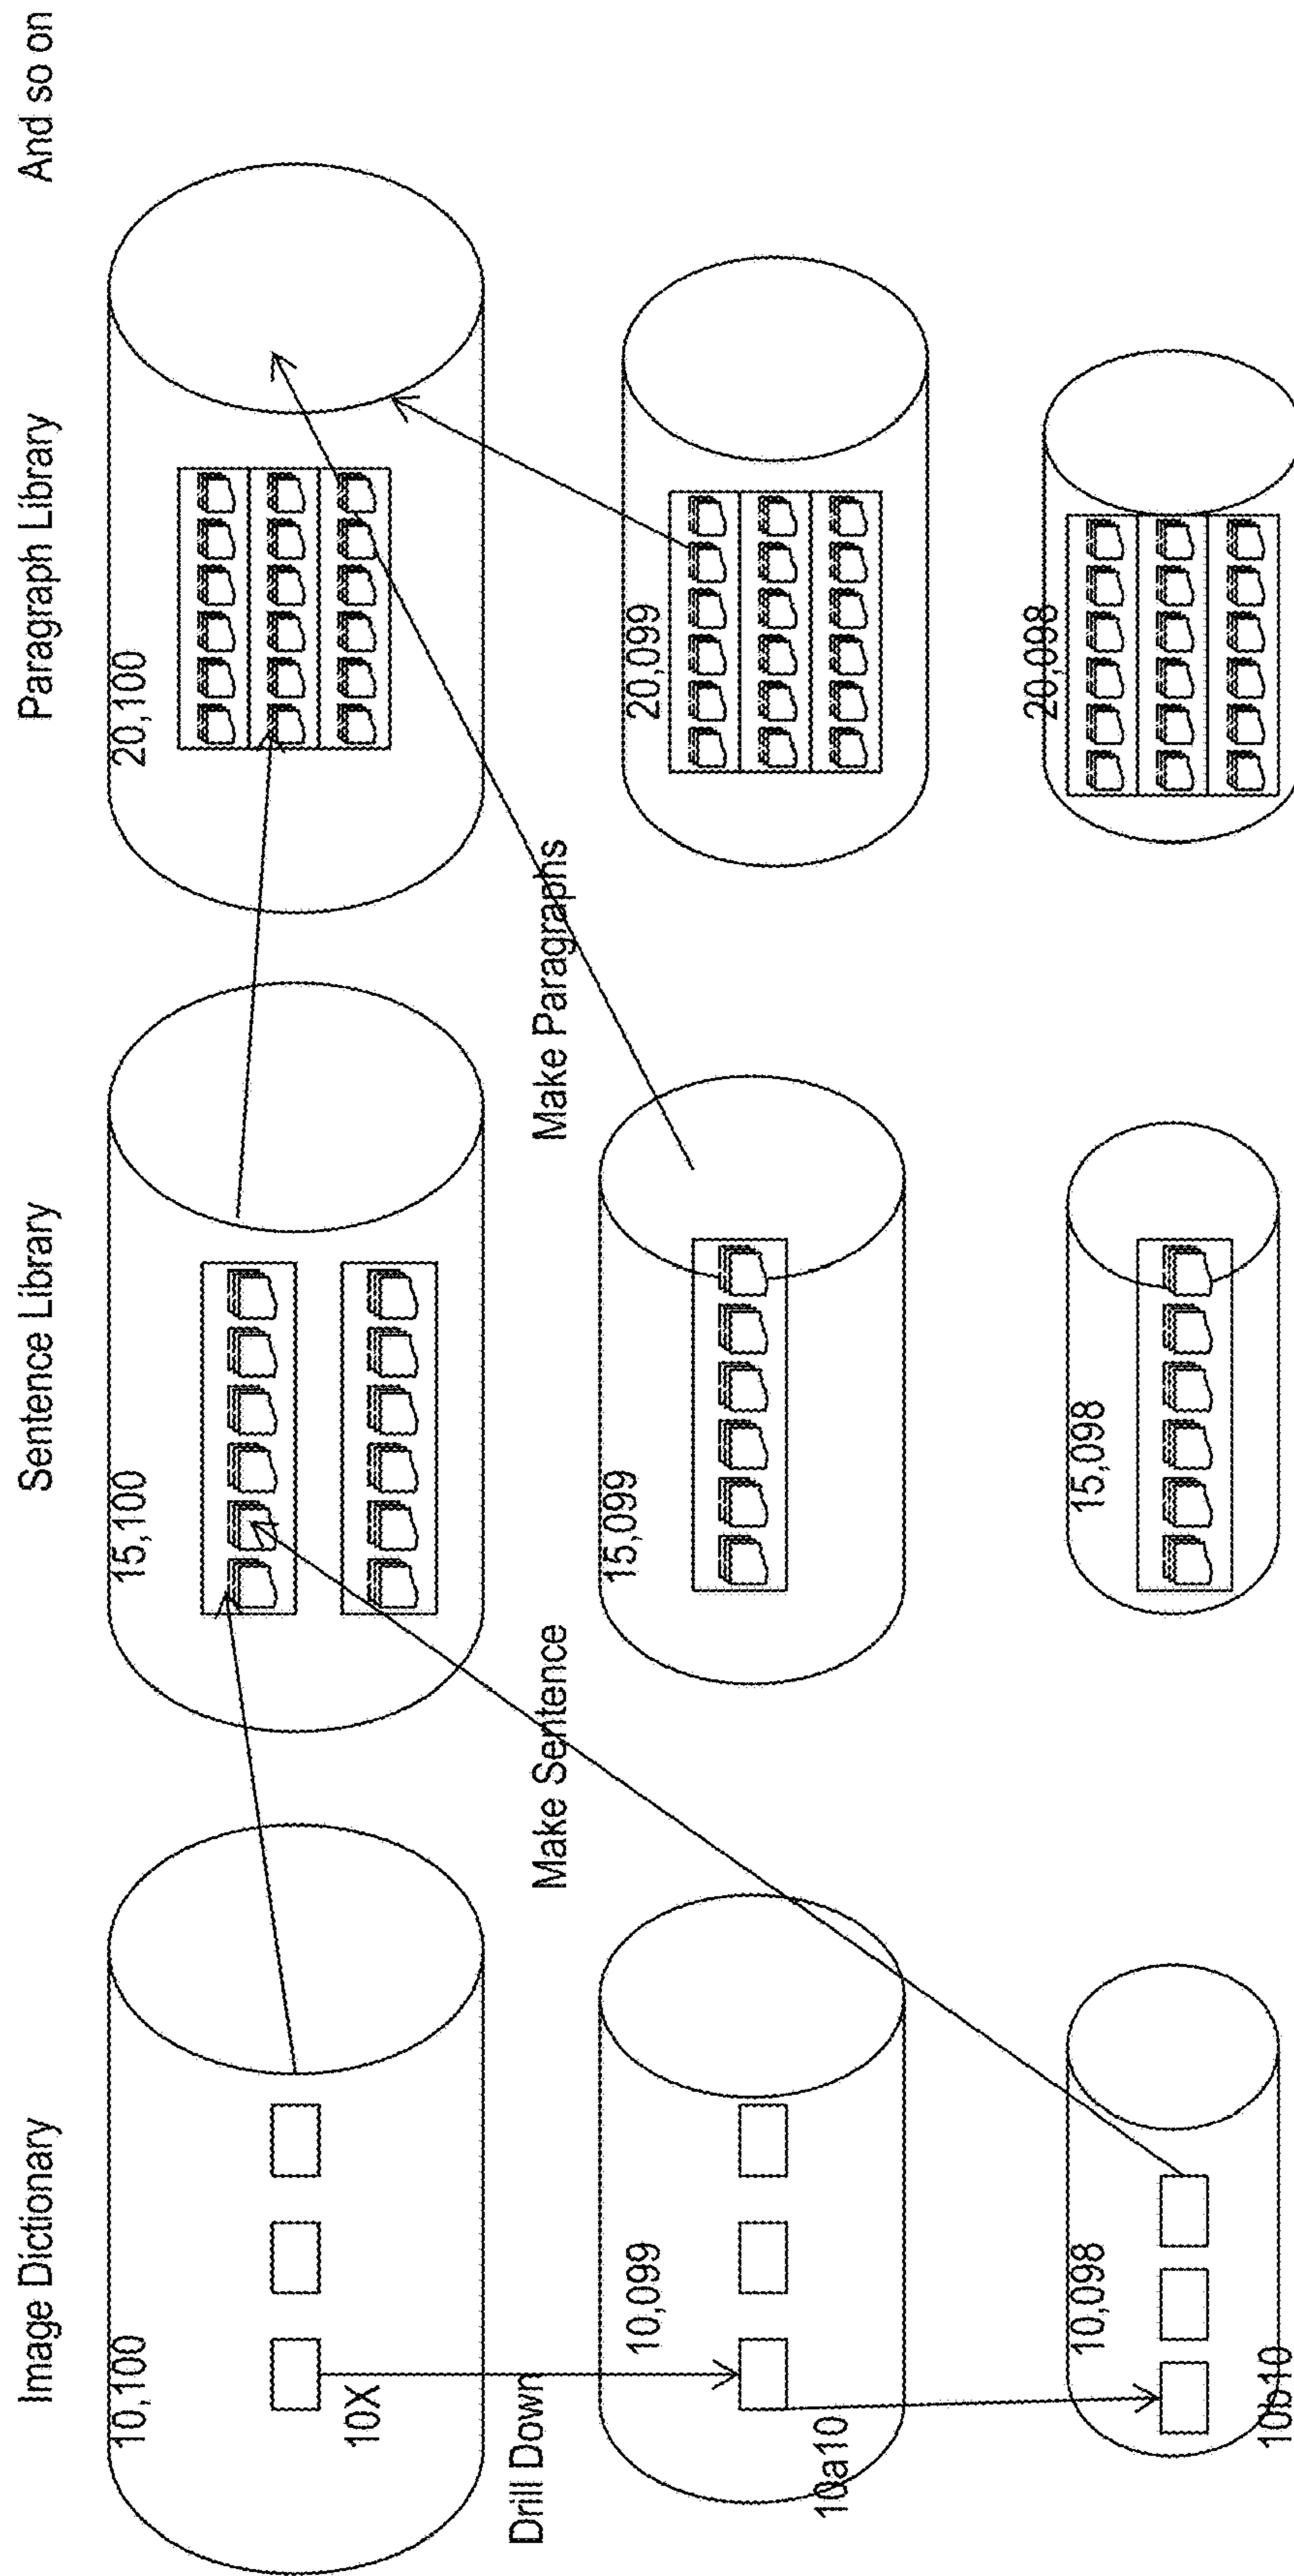 Image Dictionary
Sentence Library
Paragraph Library
And so on
10,100
15,100
20,100
10X
Drill Down
Make Sentence
Make Paragraphs
10,099
15,099
20,099
10a10
10,098
15,098
20,098
10b10